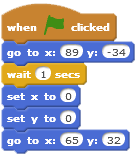 when clicked
go to x: 89 y: -34
wait 1 secs
set x to 0
set y to 0
go to x: 65 y: 32